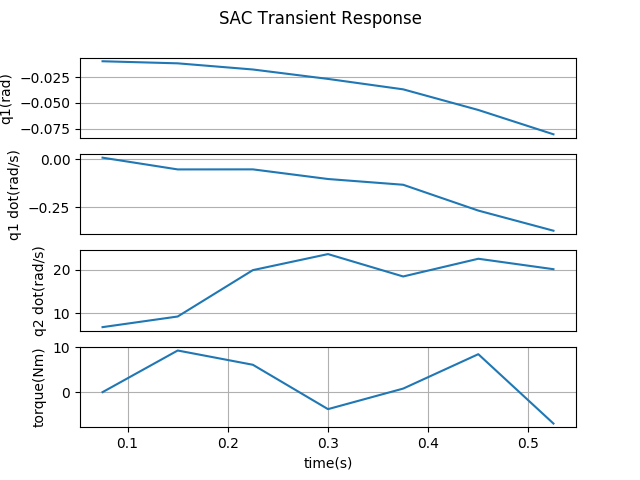 SAC Transient Response
q1(rad)
−0.025
−0.050
−0.075
q1 dot(rad/s)
0.00
−0.25
q2 dot(rad/s)
20
10
torque(Nm)
10
0
0.1 0.2 0.3 0.4 0.5
time(s)